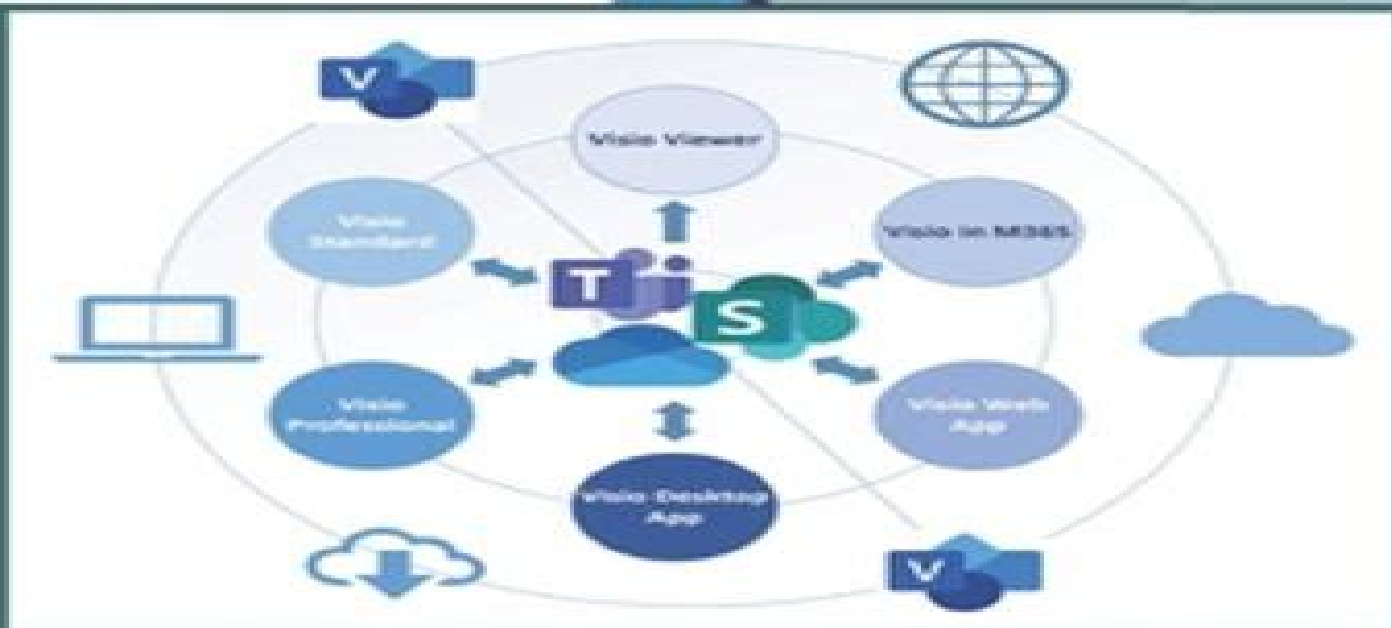 V
Visio Viewer
Visio
Standard
Visio in M365
T
S
Visio
Professional
Visio Web
App
Visio Desktop
App
V